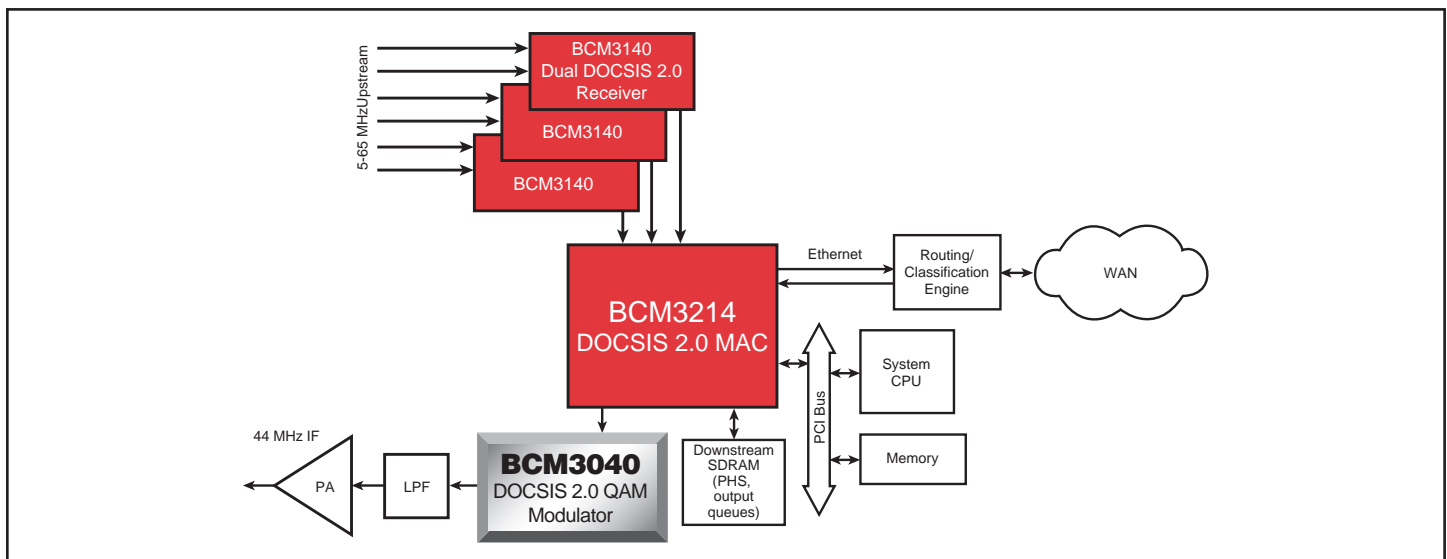 5-65 MHzUpstream
BCM3140
Dual DOCSIS 2.0
Receiver
BCM3140
BCM3140
BCM3214
DOCSIS 2.0 MAC
Ethernet
Routing/
Classification
Engine
WAN
PCI Bus
System
CPU
Memory
44 MHz IF
PA
LPF
BCM3040
DOCSIS 2.0 QAM
Modulator
Downstream
SDRAM
(PHS,
output
queues)